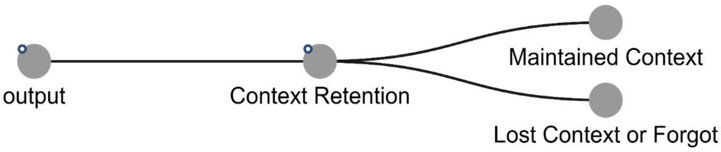 output
Context Retention
Maintained Context
Lost Context or Forgot